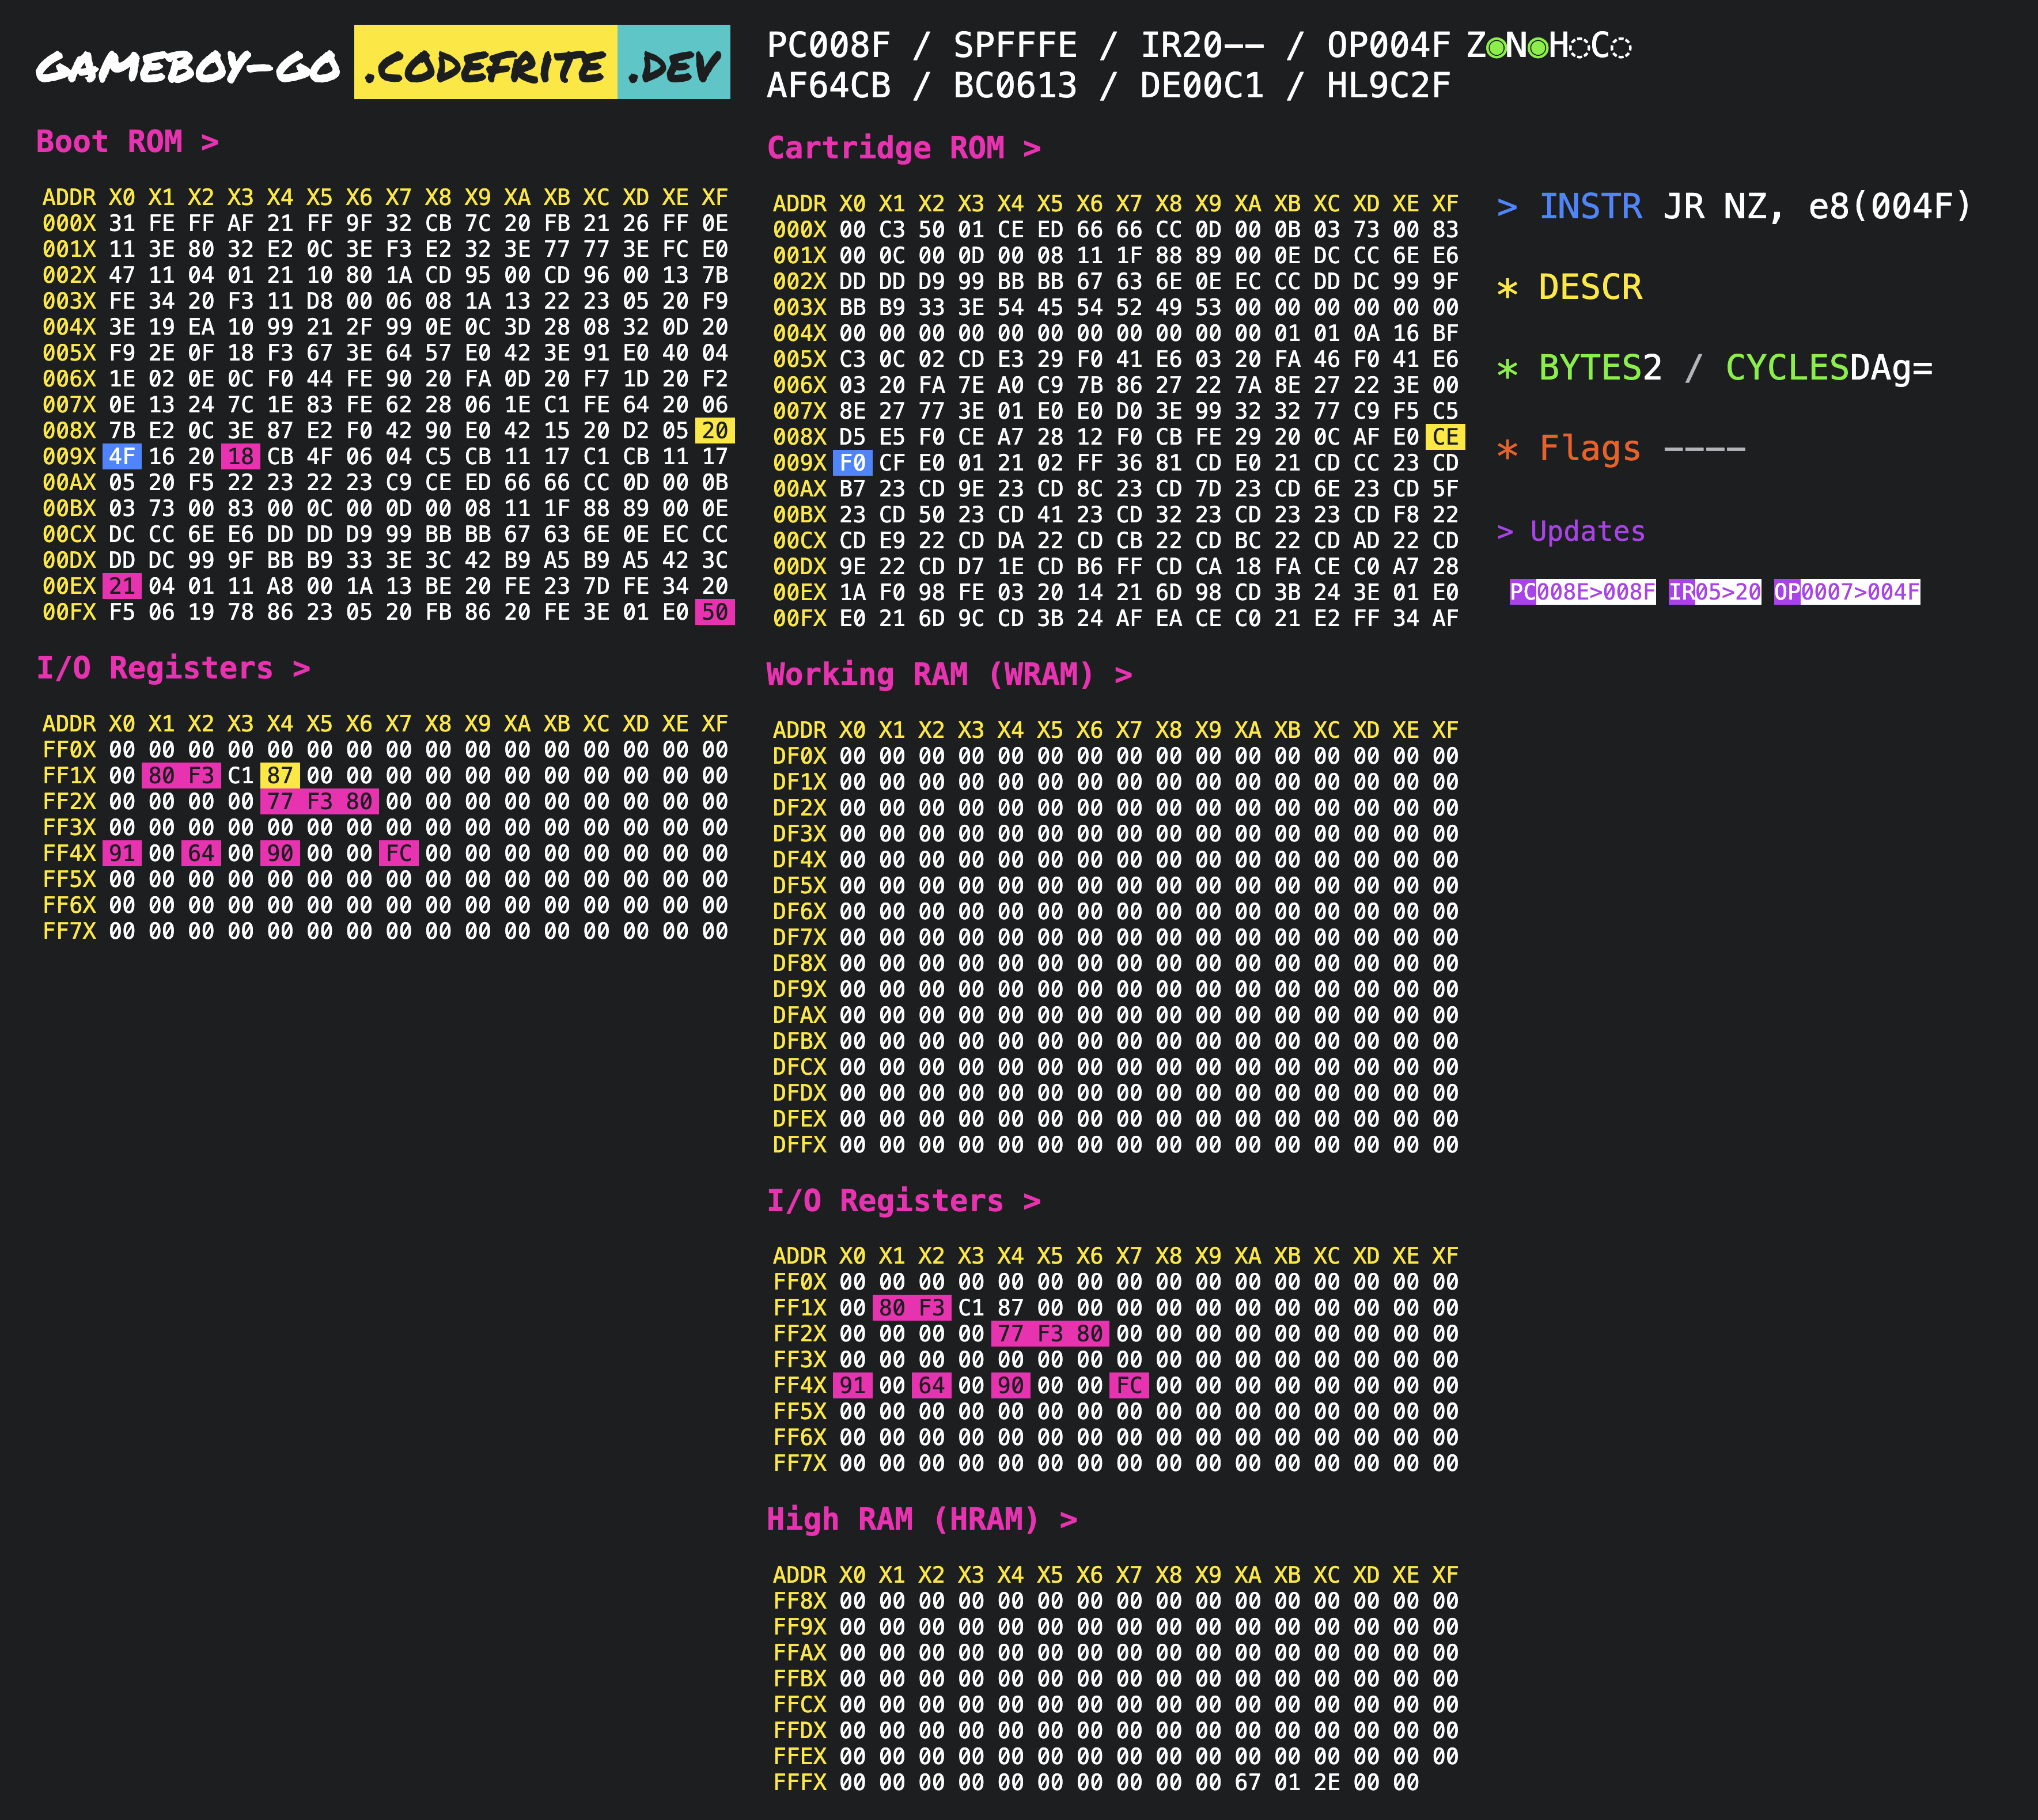 GAMEBOY-GO .CODEFRITE .DEV
PC008F / SPFFFE / IR20-- / OP004F Z◉N◉H◌C◌
AF64CB / BC0613 / DE00C1 / HL9C2F
Boot ROM >
ADDR X0 X1 X2 X3 X4 X5 X6 X7 X8 X9 XA XB XC XD XE XF
000X 31 FE FF AF 21 FF 9F 32 CB 7C 20 FB 21 26 FF 0E
001X 11 3E 80 32 E2 0C 3E F3 E2 32 3E 77 77 3E FC E0
002X 47 11 04 01 21 10 80 1A CD 95 00 CD 96 00 13 7B
003X FE 34 20 F3 11 D8 00 06 08 1A 13 22 23 05 20 F9
004X 3E 19 EA 10 99 21 2F 99 0E 0C 3D 28 08 32 0D 20
005X F9 2E 0F 18 F3 67 3E 64 57 E0 42 3E 91 E0 40 04
006X 1E 02 0E 0C F0 44 FE 90 20 FA 0D 20 F7 1D 20 F2
007X 0E 13 24 7C 1E 83 FE 62 28 06 1E C1 FE 64 20 06
008X 7B E2 0C 3E 87 E2 F0 42 90 E0 42 15 20 D2 05 20
009X 4F 16 20 18 CB 4F 06 04 C5 CB 11 17 C1 CB 11 17
00AX 05 20 F5 22 23 22 23 C9 CE ED 66 66 CC 0D 00 0B
00BX 03 73 00 83 00 0C 00 0D 00 08 11 1F 88 89 00 0E
00CX DC CC 6E E6 DD DD D9 99 BB BB 67 63 6E 0E EC CC
00DX DD DC 99 9F BB B9 33 3E 3C 42 B9 A5 B9 A5 42 3C
00EX 21 04 01 11 A8 00 1A 13 BE 20 FE 23 7D FE 34 20
00FX F5 06 19 78 86 23 05 20 FB 86 20 FE 3E 01 E0 50
I/O Registers >
ADDR X0 X1 X2 X3 X4 X5 X6 X7 X8 X9 XA XB XC XD XE XF
FF0X 00 00 00 00 00 00 00 00 00 00 00 00 00 00 00 00
FF1X 00 80 F3 C1 87 00 00 00 00 00 00 00 00 00 00 00
FF2X 00 00 00 00 77 F3 80 00 00 00 00 00 00 00 00 00
FF3X 00 00 00 00 00 00 00 00 00 00 00 00 00 00 00 00
FF4X 91 00 64 00 90 00 00 FC 00 00 00 00 00 00 00 00
FF5X 00 00 00 00 00 00 00 00 00 00 00 00 00 00 00 00
FF6X 00 00 00 00 00 00 00 00 00 00 00 00 00 00 00 00
FF7X 00 00 00 00 00 00 00 00 00 00 00 00 00 00 00 00
Cartridge ROM >
ADDR X0 X1 X2 X3 X4 X5 X6 X7 X8 X9 XA XB XC XD XE XF
000X 00 C3 50 01 CE ED 66 66 CC 0D 00 0B 03 73 00 83
001X 00 0C 00 0D 00 08 11 1F 88 89 00 0E DC CC 6E E6
002X DD DD D9 99 BB BB 67 63 6E 0E EC CC DD DC 99 9F
003X BB B9 33 3E 54 45 54 52 49 53 00 00 00 00 00 00
004X 00 00 00 00 00 00 00 00 00 00 00 01 01 0A 16 BF
005X C3 0C 02 CD E3 29 F0 41 E6 03 20 FA 46 F0 41 E6
006X 03 20 FA 7E A0 C9 7B 86 27 22 7A 8E 27 22 3E 00
007X 8E 27 77 3E 01 E0 E0 D0 3E 99 32 32 77 C9 F5 C5
008X D5 E5 F0 CE A7 28 12 F0 CB FE 29 20 0C AF E0 CE
009X F0 CF E0 01 21 02 FF 36 81 CD E0 21 CD CC 23 CD
00AX B7 23 CD 9E 23 CD 8C 23 CD 7D 23 CD 6E 23 CD 5F
00BX 23 CD 50 23 CD 41 23 CD 32 23 CD 23 23 CD F8 22
00CX CD E9 22 CD DA 22 CD CB 22 CD BC 22 CD AD 22 CD
00DX 9E 22 CD D7 1E CD B6 FF CD CA 18 FA CE C0 A7 28
00EX 1A F0 98 FE 03 20 14 21 6D 98 CD 3B 24 3E 01 E0
00FX E0 21 6D 9C CD 3B 24 AF EA CE C0 21 E2 FF 34 AF
Working RAM (WRAM) >
ADDR X0 X1 X2 X3 X4 X5 X6 X7 X8 X9 XA XB XC XD XE XF
DF0X 00 00 00 00 00 00 00 00 00 00 00 00 00 00 00 00
DF1X 00 00 00 00 00 00 00 00 00 00 00 00 00 00 00 00
DF2X 00 00 00 00 00 00 00 00 00 00 00 00 00 00 00 00
DF3X 00 00 00 00 00 00 00 00 00 00 00 00 00 00 00 00
DF4X 00 00 00 00 00 00 00 00 00 00 00 00 00 00 00 00
DF5X 00 00 00 00 00 00 00 00 00 00 00 00 00 00 00 00
DF6X 00 00 00 00 00 00 00 00 00 00 00 00 00 00 00 00
DF7X 00 00 00 00 00 00 00 00 00 00 00 00 00 00 00 00
DF8X 00 00 00 00 00 00 00 00 00 00 00 00 00 00 00 00
DF9X 00 00 00 00 00 00 00 00 00 00 00 00 00 00 00 00
DFAX 00 00 00 00 00 00 00 00 00 00 00 00 00 00 00 00
DFBX 00 00 00 00 00 00 00 00 00 00 00 00 00 00 00 00
DFCX 00 00 00 00 00 00 00 00 00 00 00 00 00 00 00 00
DFDX 00 00 00 00 00 00 00 00 00 00 00 00 00 00 00 00
DFEX 00 00 00 00 00 00 00 00 00 00 00 00 00 00 00 00
DFFX 00 00 00 00 00 00 00 00 00 00 00 00 00 00 00 00
I/O Registers >
ADDR X0 X1 X2 X3 X4 X5 X6 X7 X8 X9 XA XB XC XD XE XF
FF0X 00 00 00 00 00 00 00 00 00 00 00 00 00 00 00 00
FF1X 00 80 F3 C1 87 00 00 00 00 00 00 00 00 00 00 00
FF2X 00 00 00 00 77 F3 80 00 00 00 00 00 00 00 00 00
FF3X 00 00 00 00 00 00 00 00 00 00 00 00 00 00 00 00
FF4X 91 00 64 00 90 00 00 FC 00 00 00 00 00 00 00 00
FF5X 00 00 00 00 00 00 00 00 00 00 00 00 00 00 00 00
FF6X 00 00 00 00 00 00 00 00 00 00 00 00 00 00 00 00
FF7X 00 00 00 00 00 00 00 00 00 00 00 00 00 00 00 00
High RAM (HRAM) >
ADDR X0 X1 X2 X3 X4 X5 X6 X7 X8 X9 XA XB XC XD XE XF
FF8X 00 00 00 00 00 00 00 00 00 00 00 00 00 00 00 00
FF9X 00 00 00 00 00 00 00 00 00 00 00 00 00 00 00 00
FFAX 00 00 00 00 00 00 00 00 00 00 00 00 00 00 00 00
FFBX 00 00 00 00 00 00 00 00 00 00 00 00 00 00 00 00
FFCX 00 00 00 00 00 00 00 00 00 00 00 00 00 00 00 00
FFDX 00 00 00 00 00 00 00 00 00 00 00 00 00 00 00 00
FFEX 00 00 00 00 00 00 00 00 00 00 00 00 00 00 00 00
FFFX 00 00 00 00 00 00 00 00 00 00 67 01 2E 00 00
> INSTR JR NZ, e8(004F)
* DESCR
* BYTES2 / CYCLESDAg=
* Flags ----
> Updates
PC008E>008F IR05>20 OP0007>004F